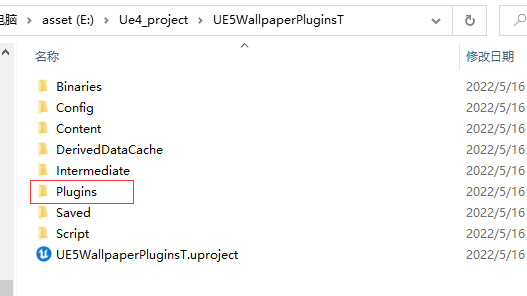 电脑 › asset (E:) › Ue4_project › UE5WallpaperPluginsT
名称 修改日期
Binaries 2022/5/16
Config 2022/5/16
Content 2022/5/16
DerivedDataCache 2022/5/16
Intermediate 2022/5/16
Plugins 2022/5/16
Saved 2022/5/16
Script 2022/5/16
UE5WallpaperPluginsT.uproject 2022/5/16